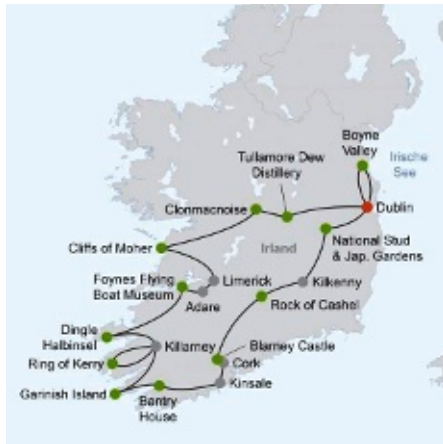 Boyne
Valley
Irische
See
Tullamore Dew
Distillery
Clonmacnoise
Dublin
Cliffs of Moher
Irland
National Stud
& Jap. Gardens
Foynes Flying
Boat Museum
Limerick
Adare
Kilkenny
Rock of Cashel
Dingle
Halbinsel
Killarney
Blarney Castle
Ring of Kerry
Cork
Garinish Island
Kinsale
Bantry
House